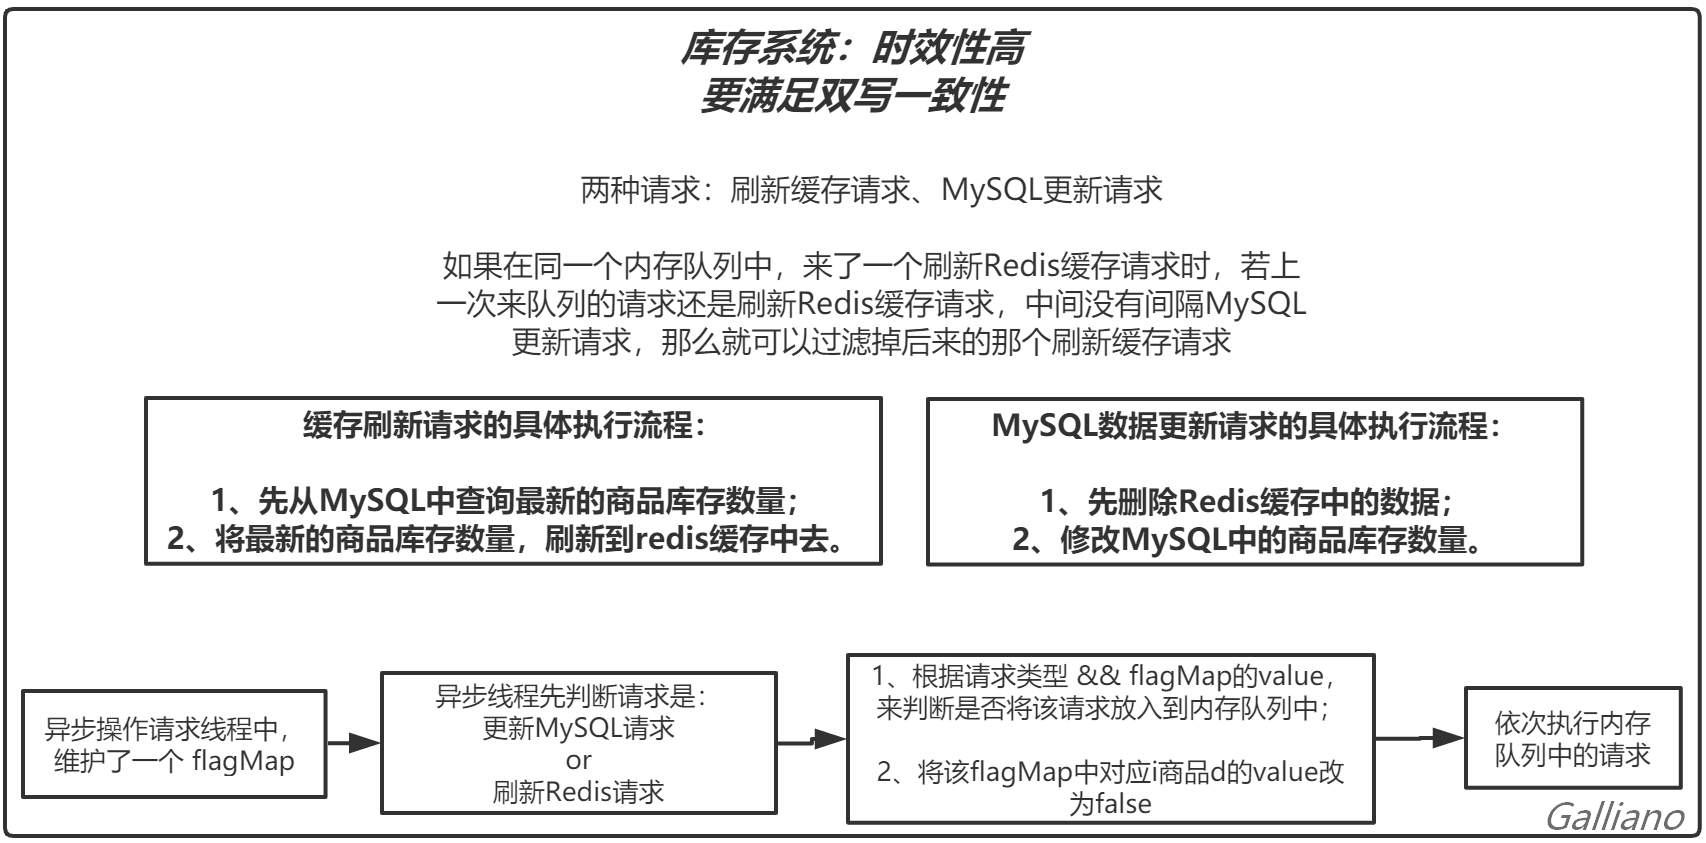 库存系统：时效性高
要满足双写一致性
两种请求：刷新缓存请求、MySQL更新请求
如果在同一个内存队列中，来了一个刷新Redis缓存请求时，若上
一次来队列的请求还是刷新Redis缓存请求，中间没有间隔MySQL
更新请求，那么就可以过滤掉后来的那个刷新缓存请求
缓存刷新请求的具体执行流程：
1、先从MySQL中查询最新的商品库存数量；
2、将最新的商品库存数量，刷新到redis缓存中去。
MySQL数据更新请求的具体执行流程：
1、先删除Redis缓存中的数据；
2、修改MySQL中的商品库存数量。
异步操作请求线程中，
维护了一个 flagMap
异步线程先判断请求是：
更新MySQL请求
or
刷新Redis请求
1、根据请求类型 && flagMap的value，
来判断是否将该请求放入到内存队列中；
2、将该flagMap中对应i商品d的value改
为false
依次执行内存
队列中的请求
Galliano